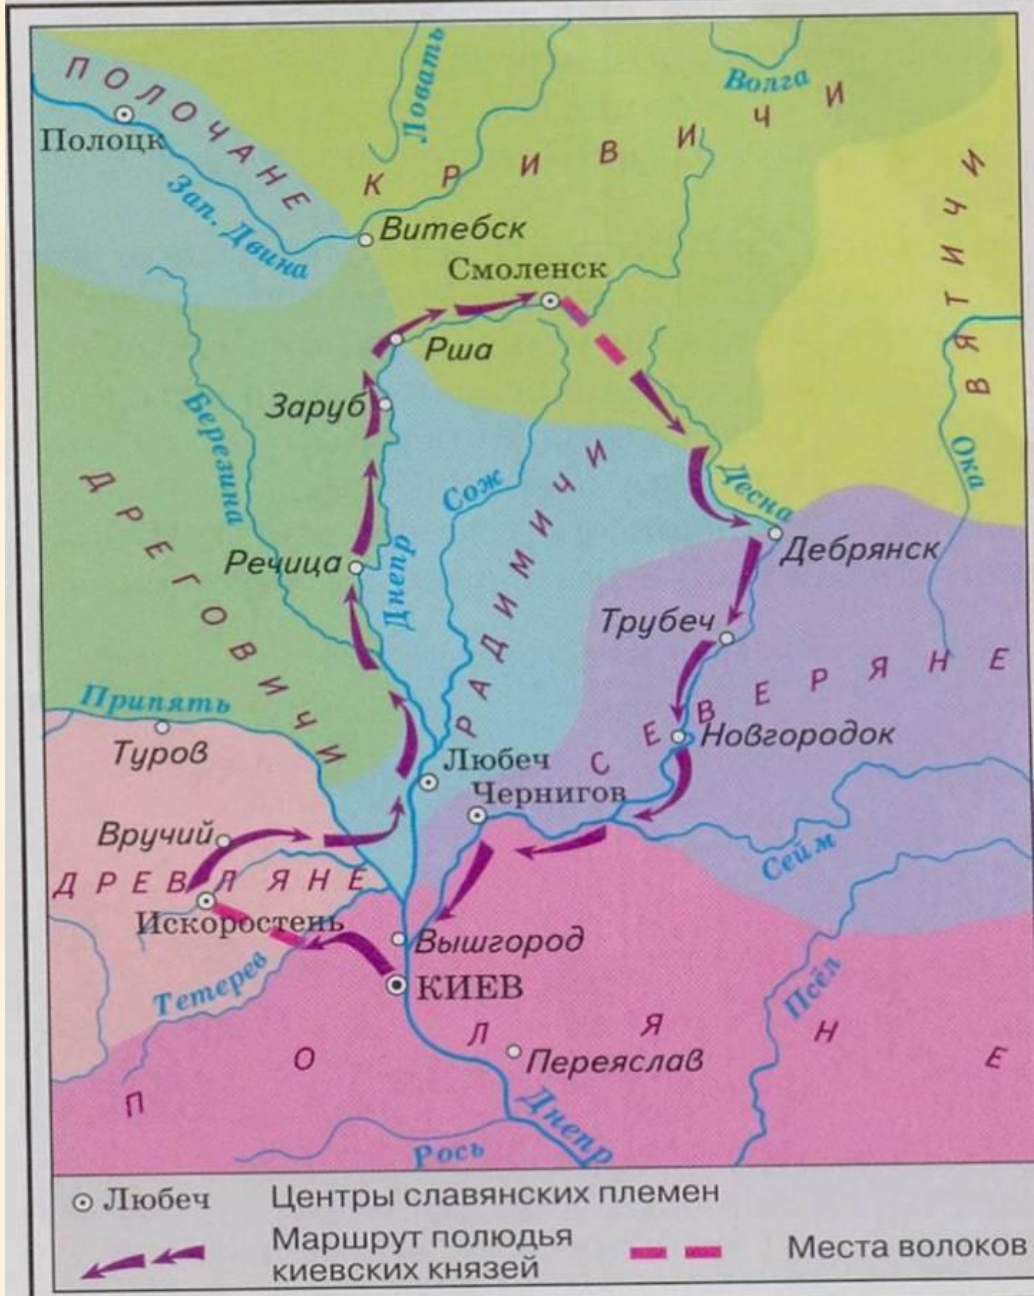 ПОЛОЧАНЕ
Полоцк
Ловать
Волга
КРИВИЧИ
Зап. Двина
Витебск
ВЯТИЧИ
Смоленск
Рша
Заруб
Березина
Сож
Десна
Ока
ДРЕГОВИЧИ
Речица
Днепр
РАДИМИЧИ
Дебрянск
Трубеч
СЕВЕРЯНЕ
Припять
Туров
Новгородок
Любеч
Чернигов
Вручий
Сейм
ДРЕВЛЯНЕ
Искоростень
Вышгород
Тетерев
КИЕВ
Псёл
ПОЛЯНЕ
Переяслав
Днепр
Рось
Любеч Центры славянских племен
Маршрут полюдья
киевских князей
Места волоков